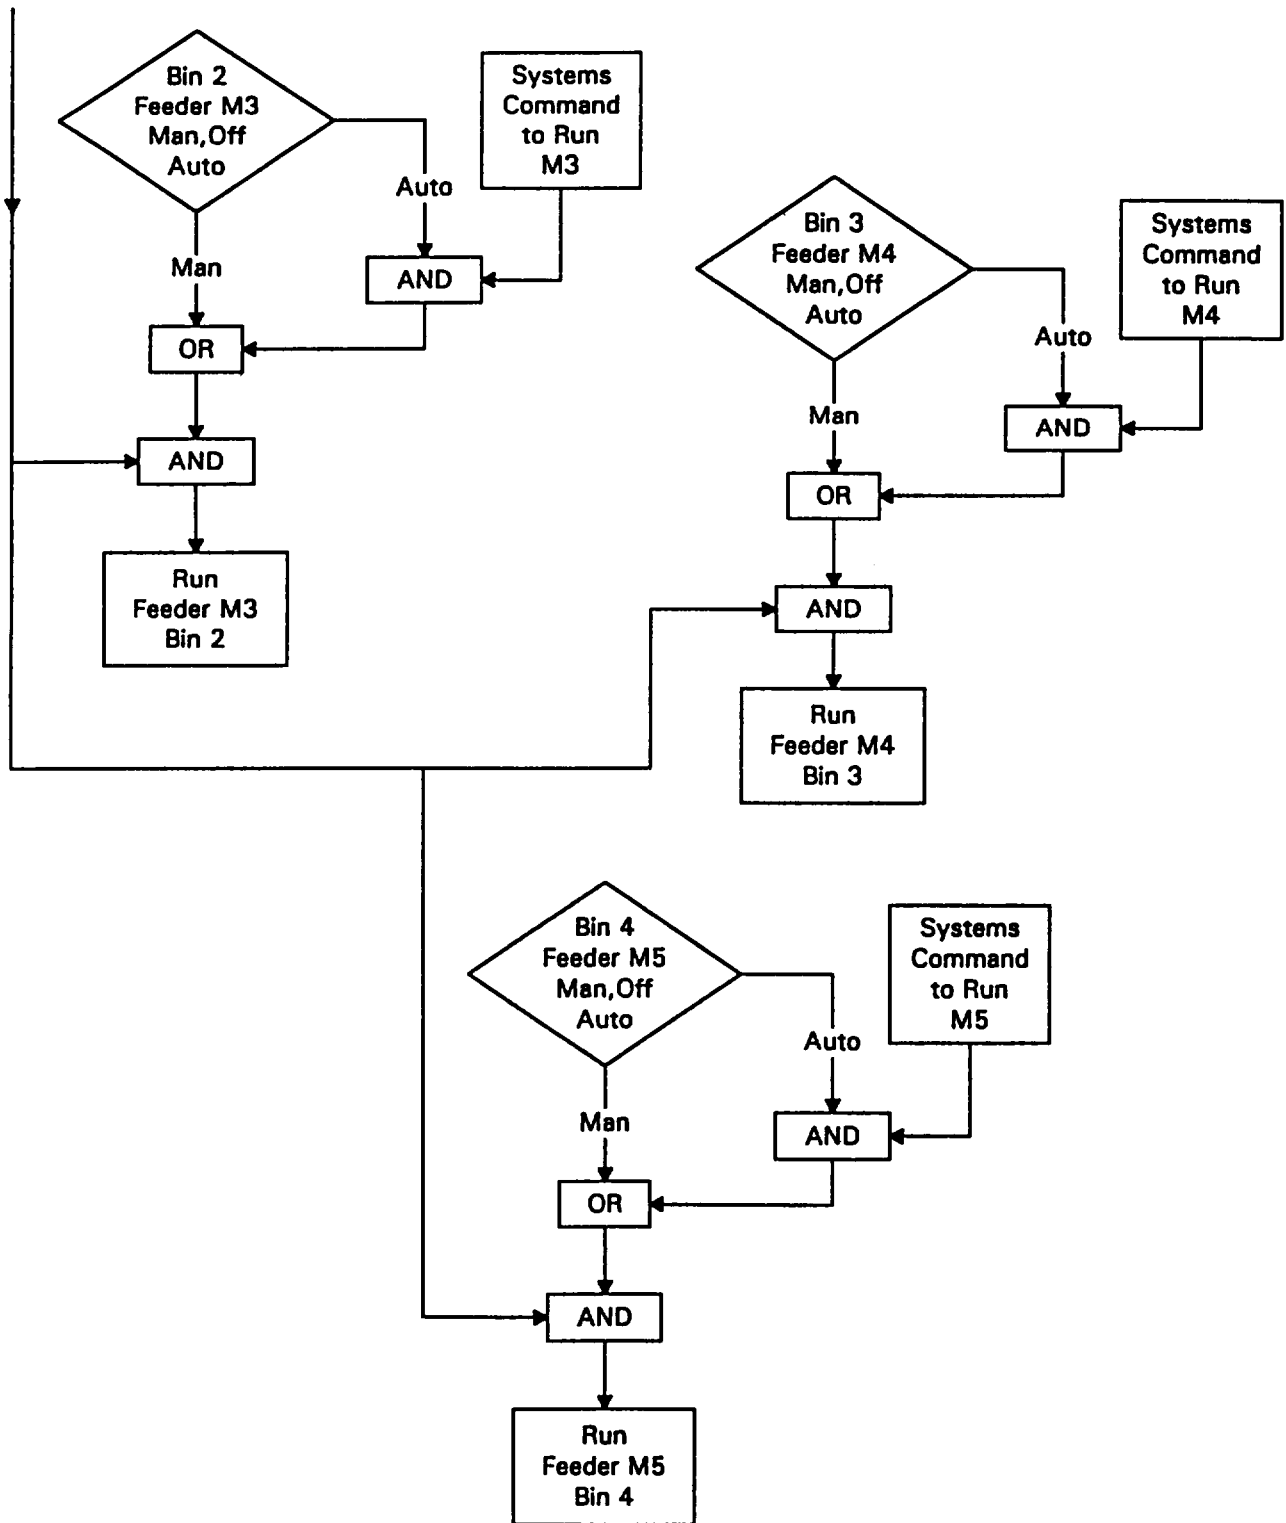 Bin 2
Feeder M3
Man,Off
Auto
Systems
Command
to Run
M3
Auto
Man
AND
OR
AND
Run
Feeder M3
Bin 2
Bin 3
Feeder M4
Man,Off
Auto
Systems
Command
to Run
M4
Auto
Man
AND
OR
AND
Run
Feeder M4
Bin 3
Bin 4
Feeder M5
Man,Off
Auto
Systems
Command
to Run
M5
Auto
Man
AND
OR
AND
Run
Feeder M5
Bin 4